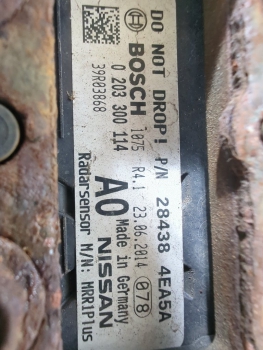 DO NOT DROP! P/N 28438 4EA5A
BOSCH 1075 R4.1 23.06.2014 078
0 203 300 114 A0 Made in Germany NISSAN
39R03868 Radarsensor M/N: MRR1Plus